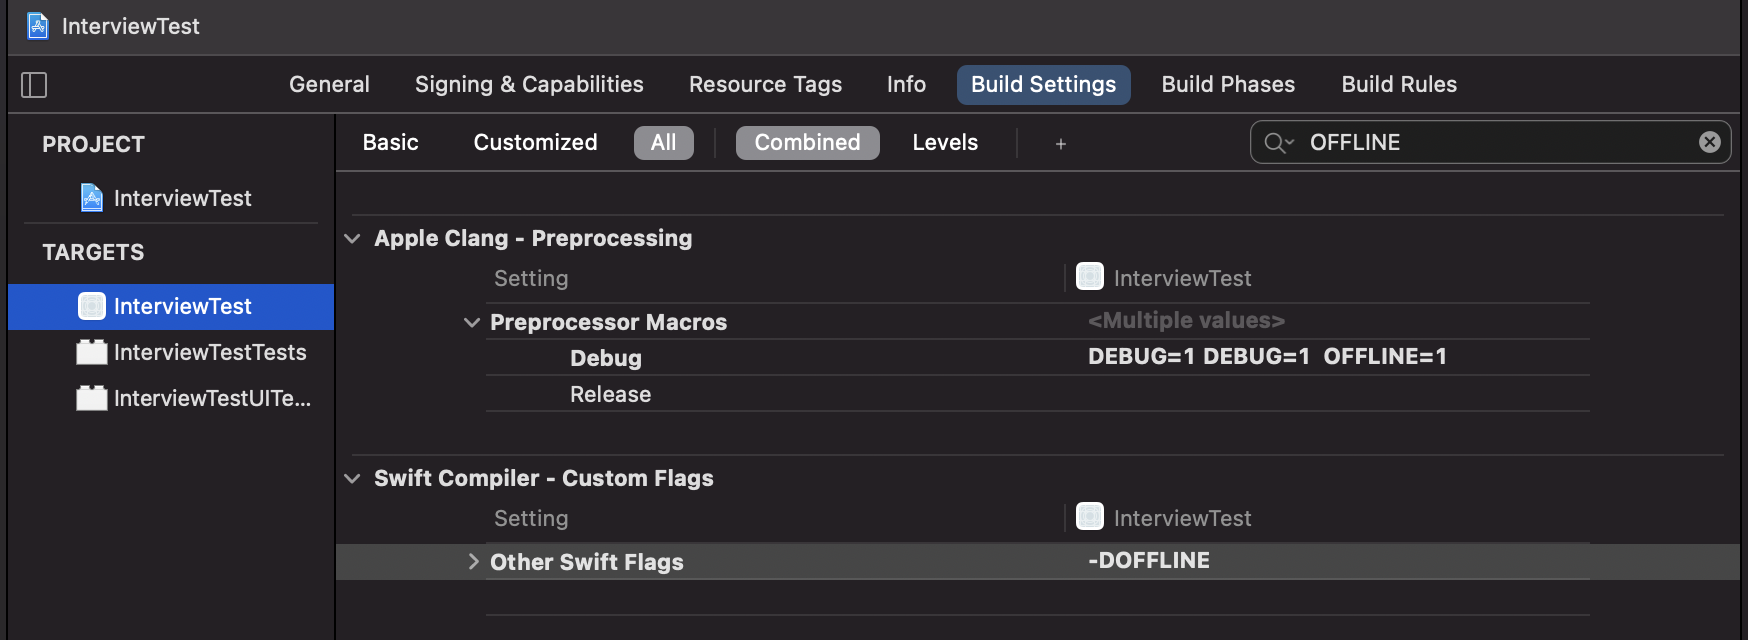 InterviewTest
General Signing & Capabilities Resource Tags Info Build Settings Build Phases Build Rules
PROJECT
InterviewTest
TARGETS
InterviewTest
InterviewTestTests
InterviewTestUITe...
Basic Customized All Combined Levels + OFFLINE
Apple Clang - Preprocessing
Setting InterviewTest
Preprocessor Macros <Multiple values>
Debug DEBUG=1 DEBUG=1 OFFLINE=1
Release
Swift Compiler - Custom Flags
Setting InterviewTest
Other Swift Flags -DOFFLINE